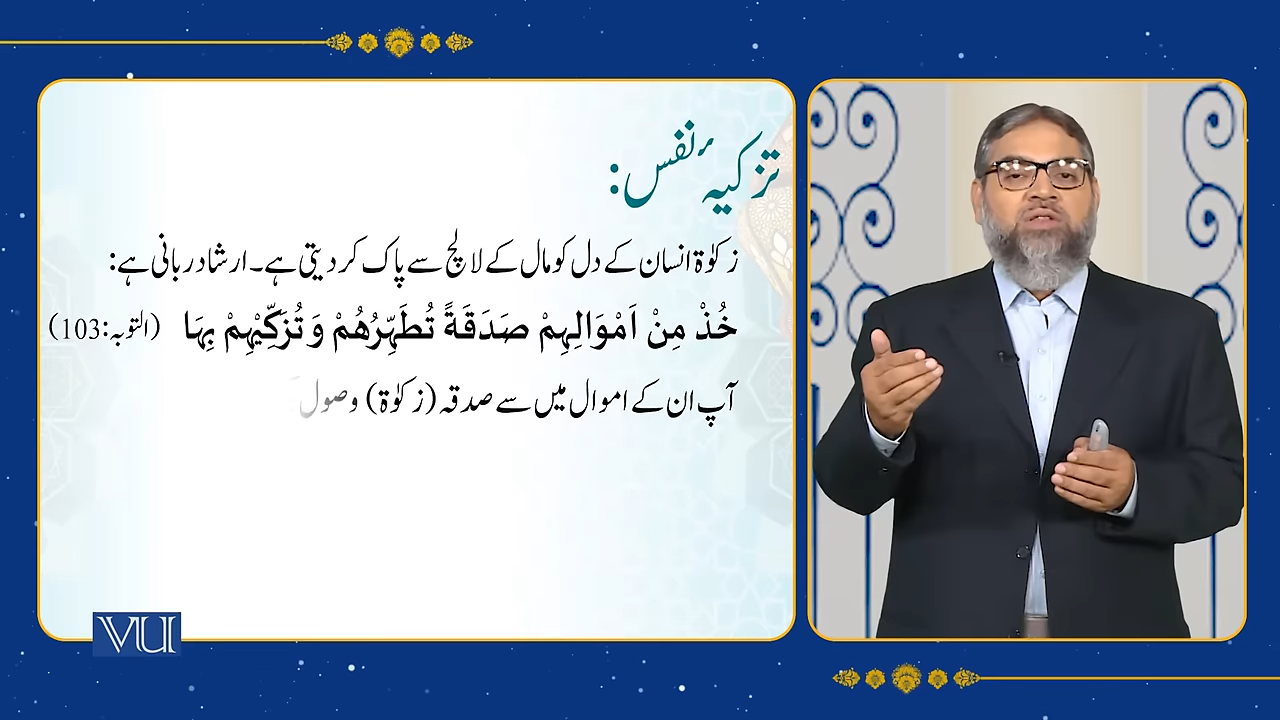 تزکیۂ نفس:
زکوٰۃ انسان کے دل کو مال کے لالچ سے پاک کر دیتی ہے۔ ارشاد ربانی ہے:
خُذْ مِنْ اَمْوَالِہِمْ صَدَقَةً تُطَہِّرُھُمْ وَ تُزَکِّیْہِمْ بِہَا (التوبہ:103)
آپ ان کے اموال میں سے صدقہ (زکوٰۃ) وصول
VU